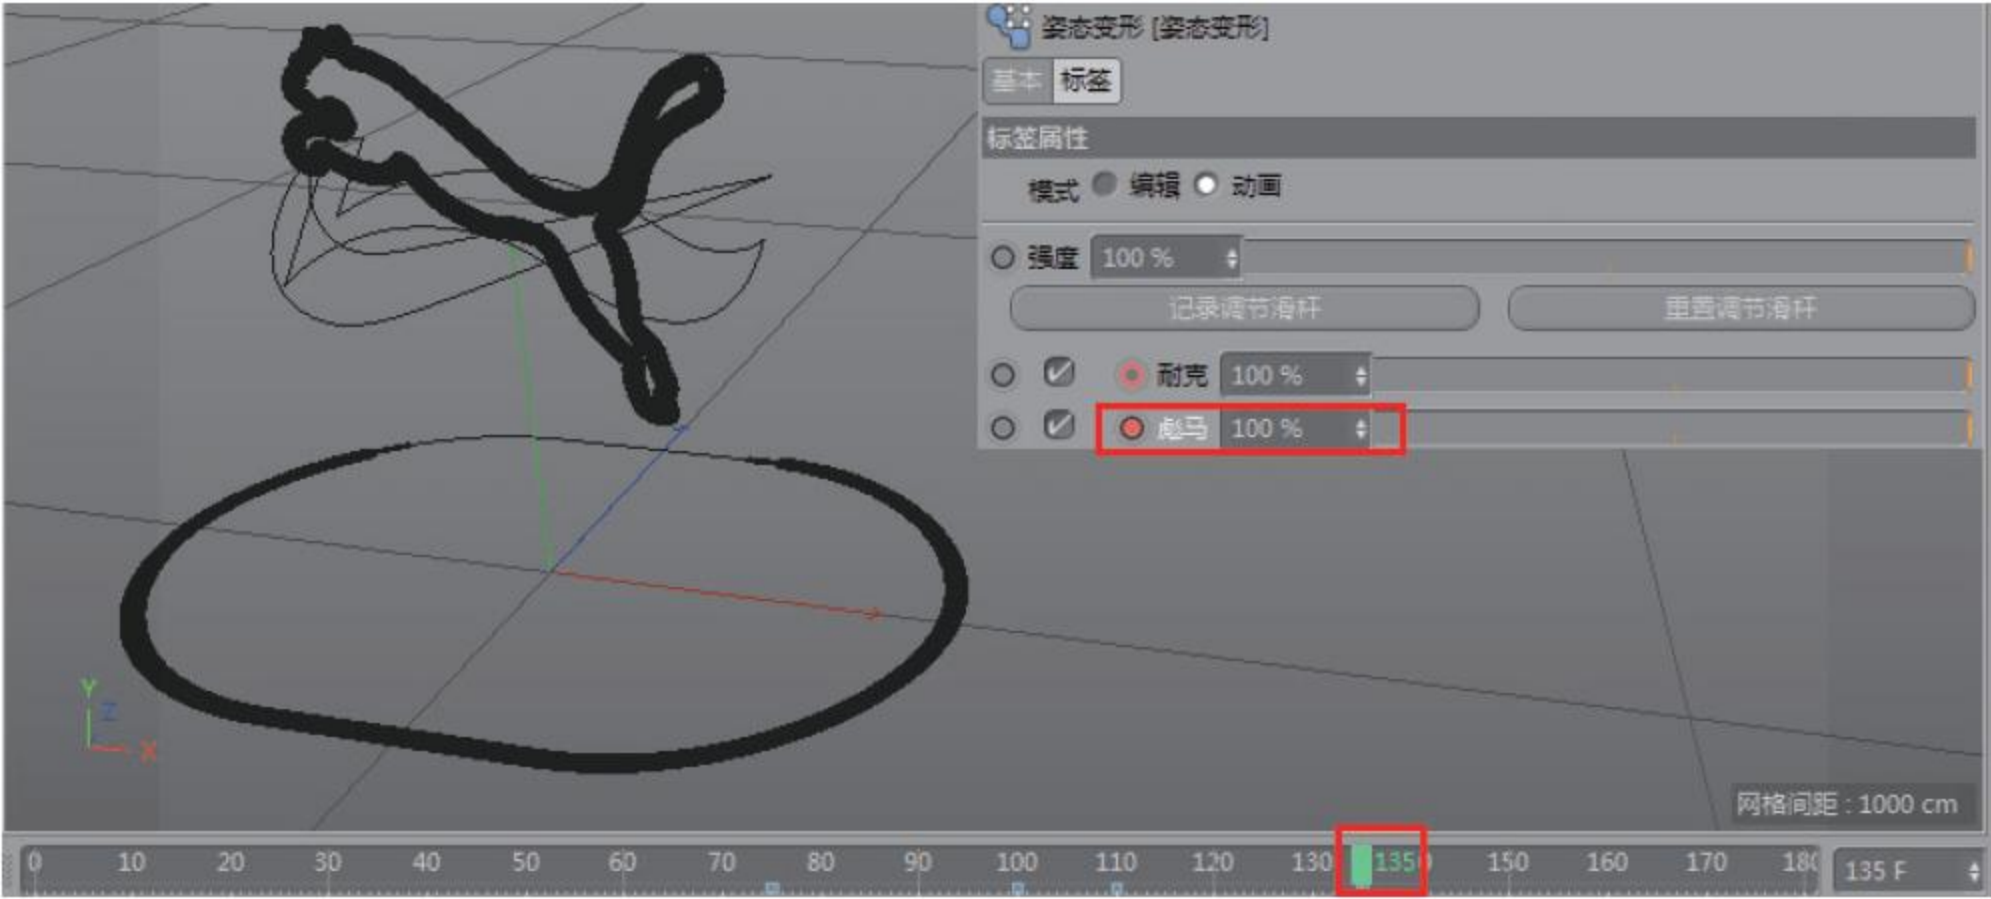 姿态变形 [姿态变形]
基本 标签
标签属性
模式 编辑 动画
强度 100 %
记录调节滑杆 重置调节滑杆
耐克 100 %
彪马 100 %
Y
Z
X
网格间距 : 1000 cm
0 10 20 30 40 50 60 70 80 90 100 110 120 130 135 150 160 170 180 135 F